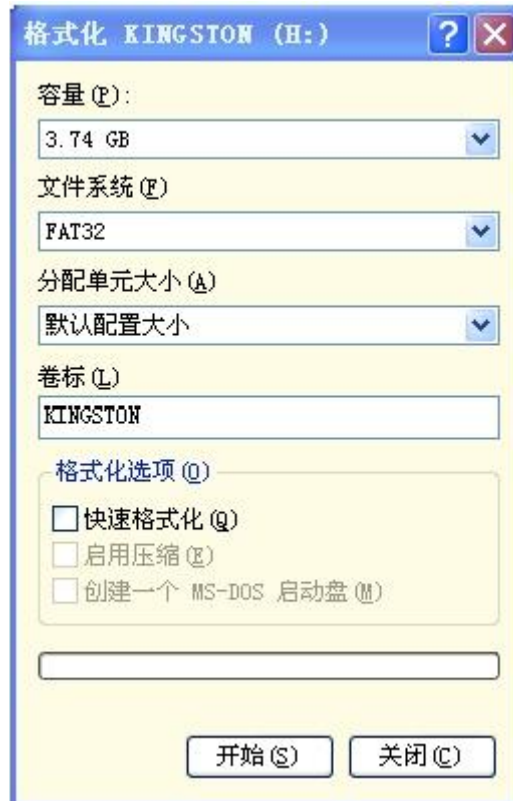 格式化 KINGSTON (H:)
容量(P):
3.74 GB
文件系统(F)
FAT32
分配单元大小(A)
默认配置大小
卷标(L)
KINGSTON
格式化选项(O)
快速格式化(Q)
启用压缩(E)
创建一个 MS-DOS 启动盘(M)
开始(S) 关闭(C)